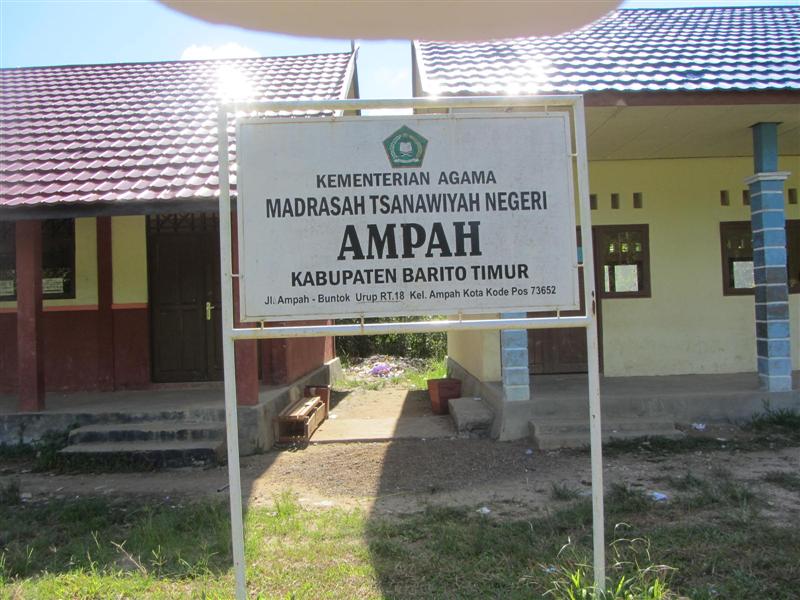 KEMENTERIAN AGAMA
MADRASAH TSANAWIYAH NEGERI
AMPAH
KABUPATEN BARITO TIMUR
Jl. Ampah - Buntok Urup RT.18 Kel. Ampah Kota Kode Pos 73652